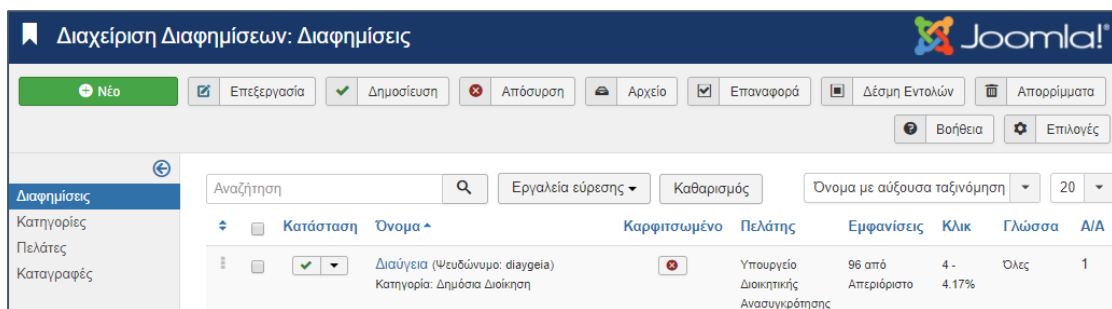 Διαχείριση Διαφημίσεων: Διαφημίσεις
Joomla!
Νέο Επεξεργασία Δημοσίευση Απόσυρση Αρχείο Επαναφορά Δέσμη Εντολών Απορρίμματα
Βοήθεια Επιλογές
Διαφημίσεις
Κατηγορίες
Πελάτες
Καταγραφές
Αναζήτηση Εργαλεία εύρεσης Καθαρισμός Όνομα με αύξουσα ταξινόμηση 20
Κατάσταση Όνομα Καρφιτσωμένο Πελάτης Εμφανίσεις Κλικ Γλώσσα Α/Α
Διαύγεια (Ψευδώνυμο: diaygeia)
Κατηγορία: Δημόσια Διοίκηση
Υπουργείο
Διοικητικής
Ανασυγκρότησης
96 από
Απεριόριστο
4 -
4.17%
Όλες
1